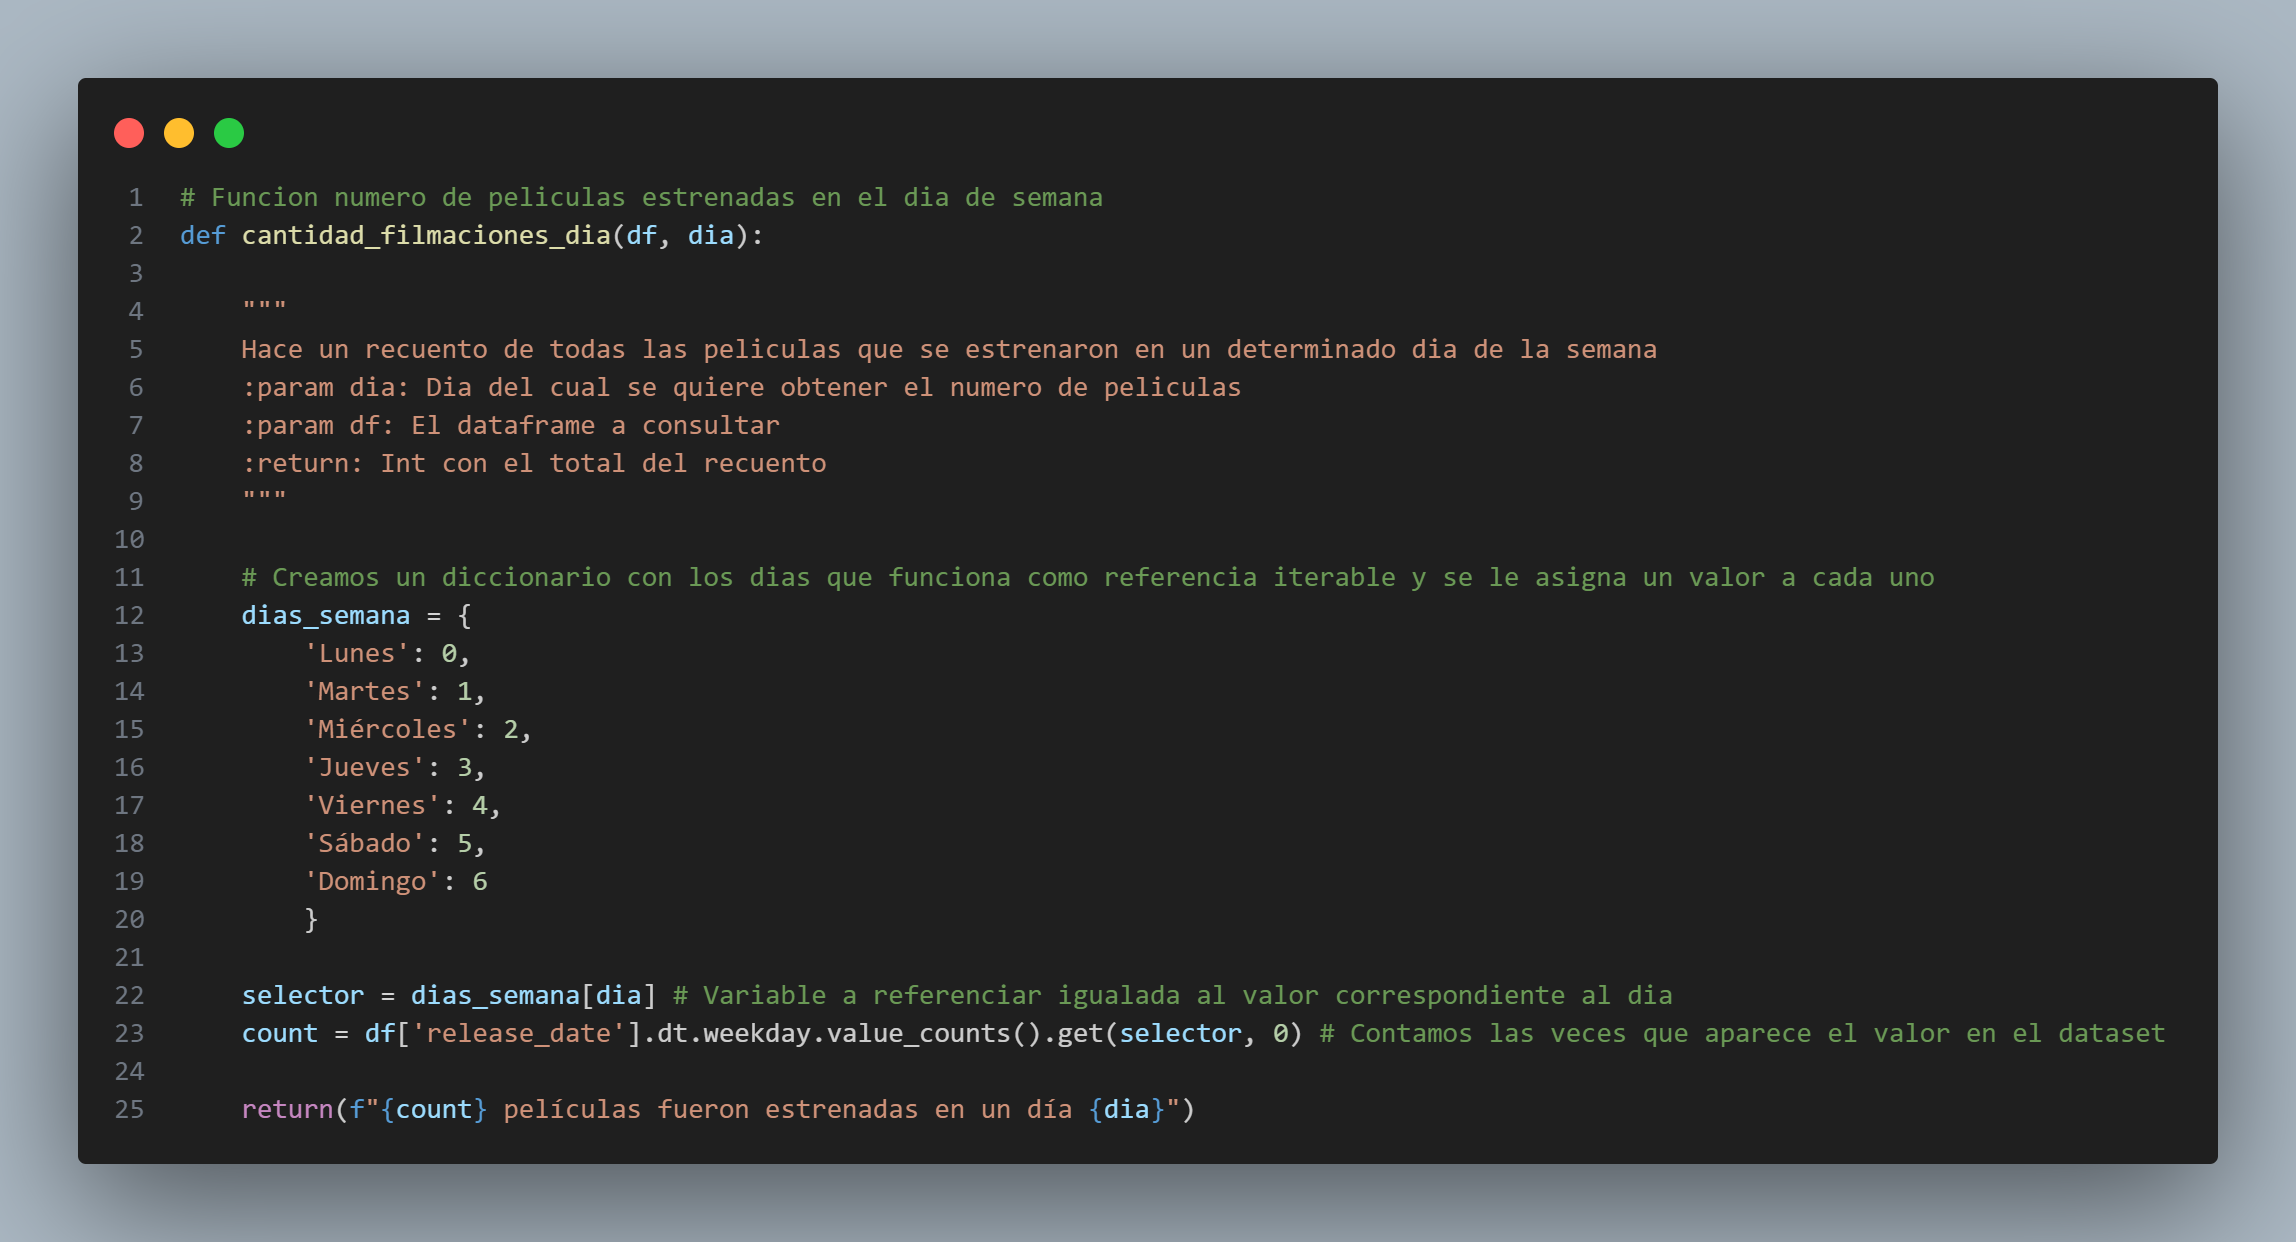 1 # Funcion numero de peliculas estrenadas en el dia de semana
2 def cantidad_filmaciones_dia(df, dia):
3
4     """
5     Hace un recuento de todas las peliculas que se estrenaron en un determinado dia de la semana
6     :param dia: Dia del cual se quiere obtener el numero de peliculas
7     :param df: El dataframe a consultar
8     :return: Int con el total del recuento
9     """
10
11     # Creamos un diccionario con los dias que funciona como referencia iterable y se le asigna un valor a cada uno
12     dias_semana = {
13         'Lunes': 0,
14         'Martes': 1,
15         'Miércoles': 2,
16         'Jueves': 3,
17         'Viernes': 4,
18         'Sábado': 5,
19         'Domingo': 6
20         }
21
22     selector = dias_semana[dia] # Variable a referenciar igualada al valor correspondiente al dia
23     count = df['release_date'].dt.weekday.value_counts().get(selector, 0) # Contamos las veces que aparece el valor en el dataset
24
25     return(f"{count} películas fueron estrenadas en un día {dia}")